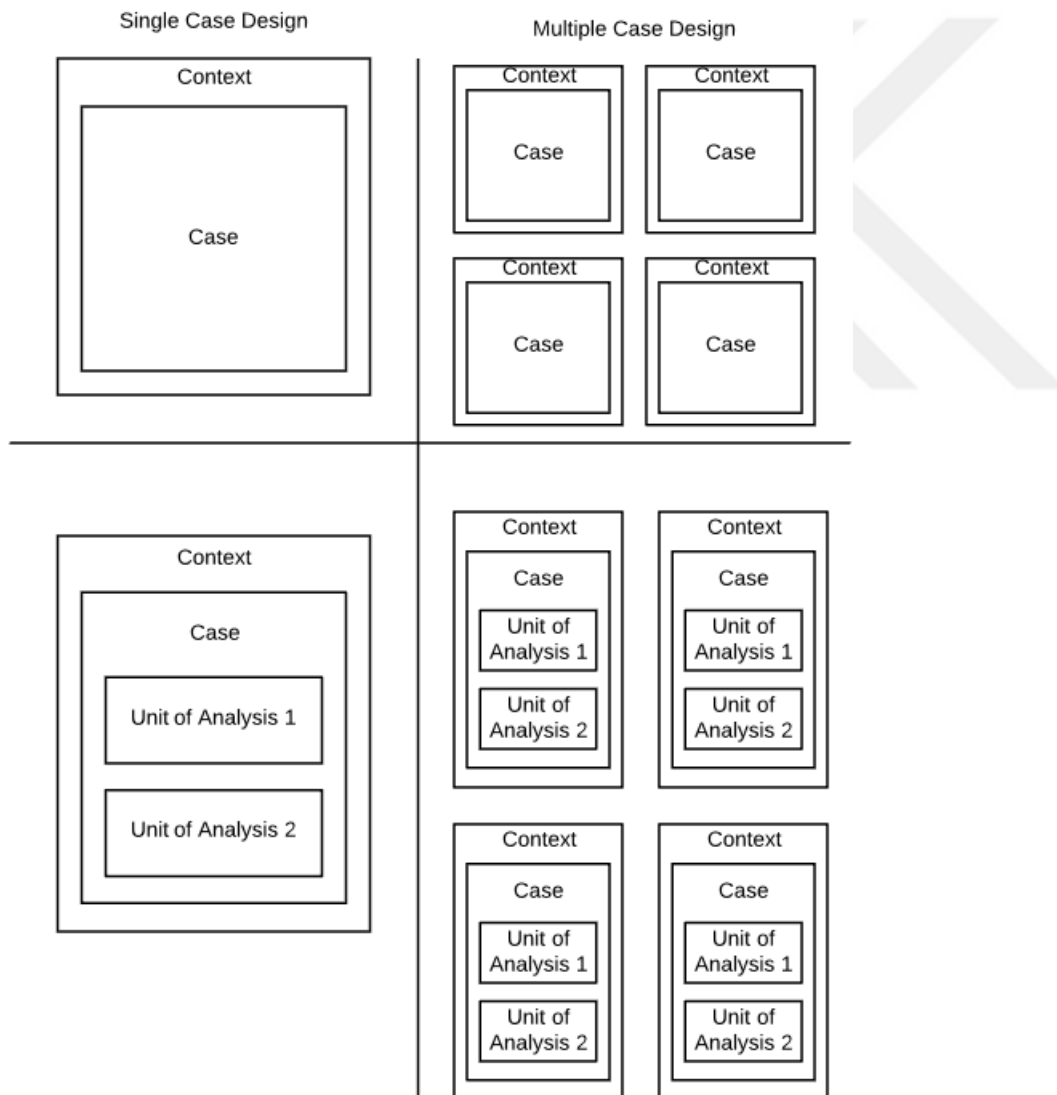 Single Case Design
Multiple Case Design
Context
Case
Context
Context
Case
Case
Context
Context
Case
Case
Context
Case
Unit of Analysis 1
Unit of Analysis 2
Context
Case
Unit of
Analysis 1
Unit of
Analysis 2
Context
Case
Unit of
Analysis 1
Unit of
Analysis 2
Context
Case
Unit of
Analysis 1
Unit of
Analysis 2
Context
Case
Unit of
Analysis 1
Unit of
Analysis 2